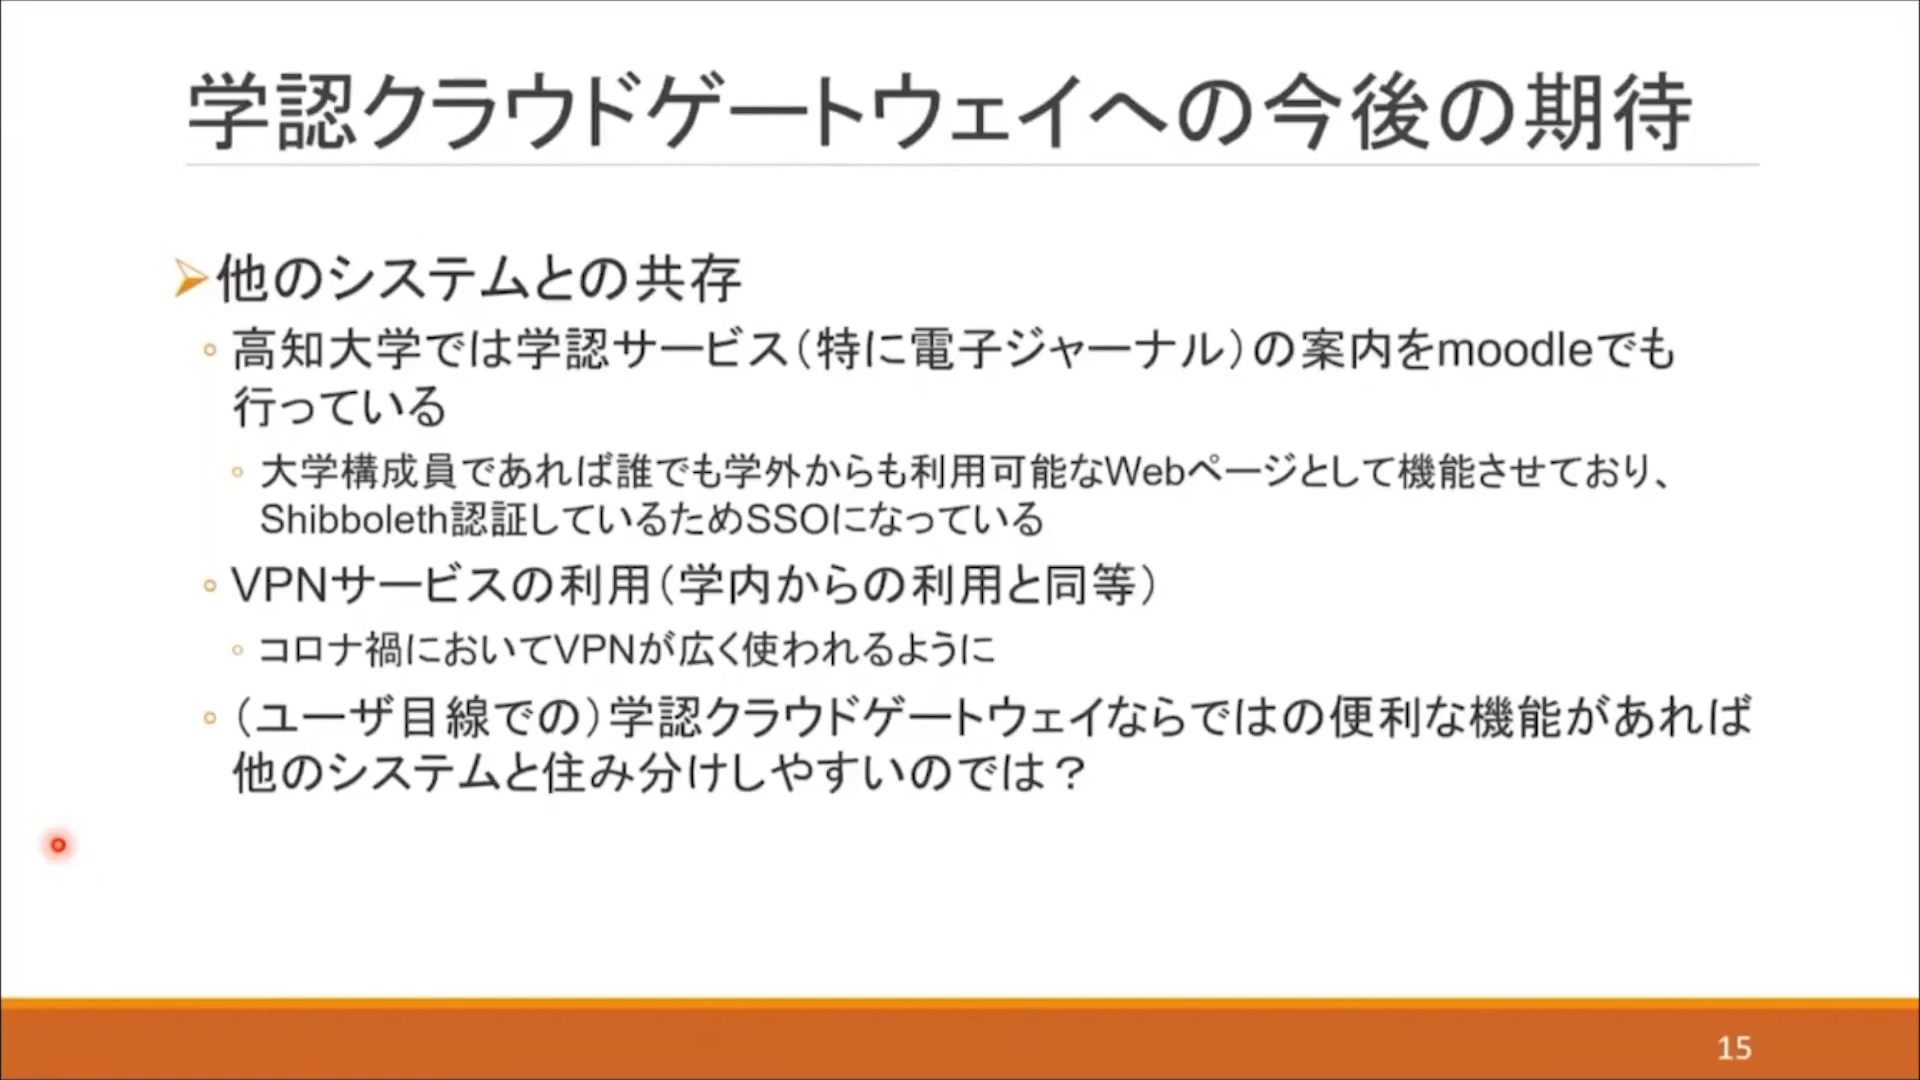 学認クラウドゲートウェイへの今後の期待
他のシステムとの共存
高知大学では学認サービス（特に電子ジャーナル）の案内をmoodleでも
行っている
大学構成員であれば誰でも学外からも利用可能なWebページとして機能させており、
Shibboleth認証しているためSSOになっている
VPNサービスの利用（学内からの利用と同等）
コロナ禍においてVPNが広く使われるように
（ユーザ目線での）学認クラウドゲートウェイならではの便利な機能があれば
他のシステムと住み分けしやすいのでは？
15